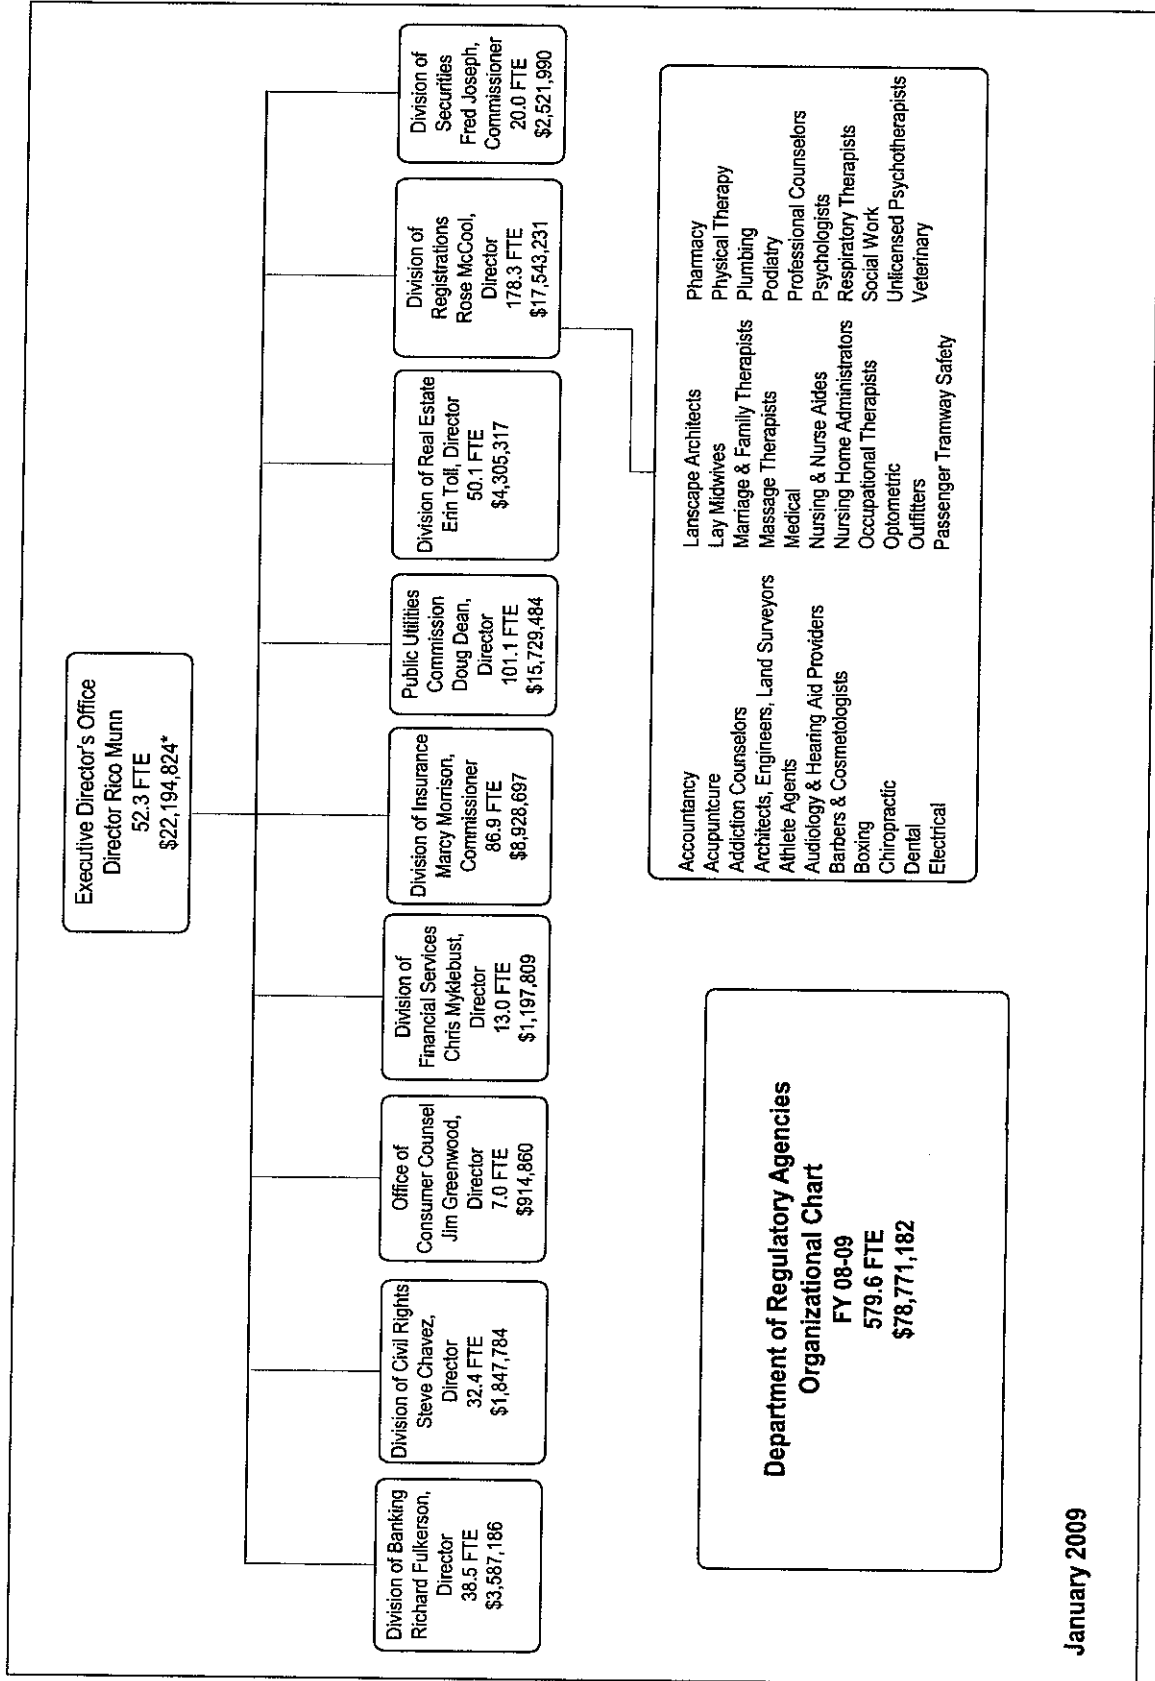 Executive Director's Office
Director Rico Munn
52.3 FTE
$22,194,824*
Division of Banking
Richard Fulkerson,
Director
38.5 FTE
$3,587,186
Division of Civil Rights
Steve Chavez,
Director
32.4 FTE
$1,847,784
Office of
Consumer Counsel
Jim Greenwood,
Director
7.0 FTE
$914,860
Division of
Financial Services
Chris Myklebust,
Director
13.0 FTE
$1,197,809
Division of Insurance
Marcy Morrison,
Commissioner
86.9 FTE
$8,928,697
Public Utilities
Commission
Doug Dean,
Director
101.1 FTE
$15,729,484
Division of Real Estate
Erin Toll, Director
50.1 FTE
$4,305,317
Division of
Registrations
Rose McCool,
Director
178.3 FTE
$17,543,231
Division of
Securities
Fred Joseph,
Commissioner
20.0 FTE
$2,521,990
Department of Regulatory Agencies
Organizational Chart
FY 08-09
579.6 FTE
$78,771,182
Accountancy
Acupuntcure
Addiction Counselors
Architects, Engineers, Land Surveyors
Athlete Agents
Audiology & Hearing Aid Providers
Barbers & Cosmetologists
Boxing
Chiropractic
Dental
Electrical
Lanscape Architects
Lay Midwives
Marriage & Family Therapists
Massage Therapists
Medical
Nursing & Nurse Aides
Nursing Home Administrators
Occupational Therapists
Optometric
Outfitters
Passenger Tramway Safety
Pharmacy
Physical Therapy
Plumbing
Podiatry
Professional Counselors
Psychologists
Respiratory Therapists
Social Work
Unlicensed Psychotherapists
Veterinary
January 2009